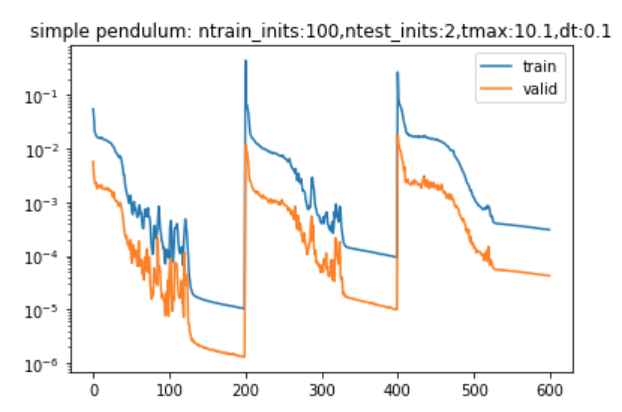 simple pendulum: ntrain_inits:100,ntest_inits:2,tmax:10.1,dt:0.1
train
valid
10⁻¹
10⁻²
10⁻³
10⁻⁴
10⁻⁵
10⁻⁶
0 100 200 300 400 500 600